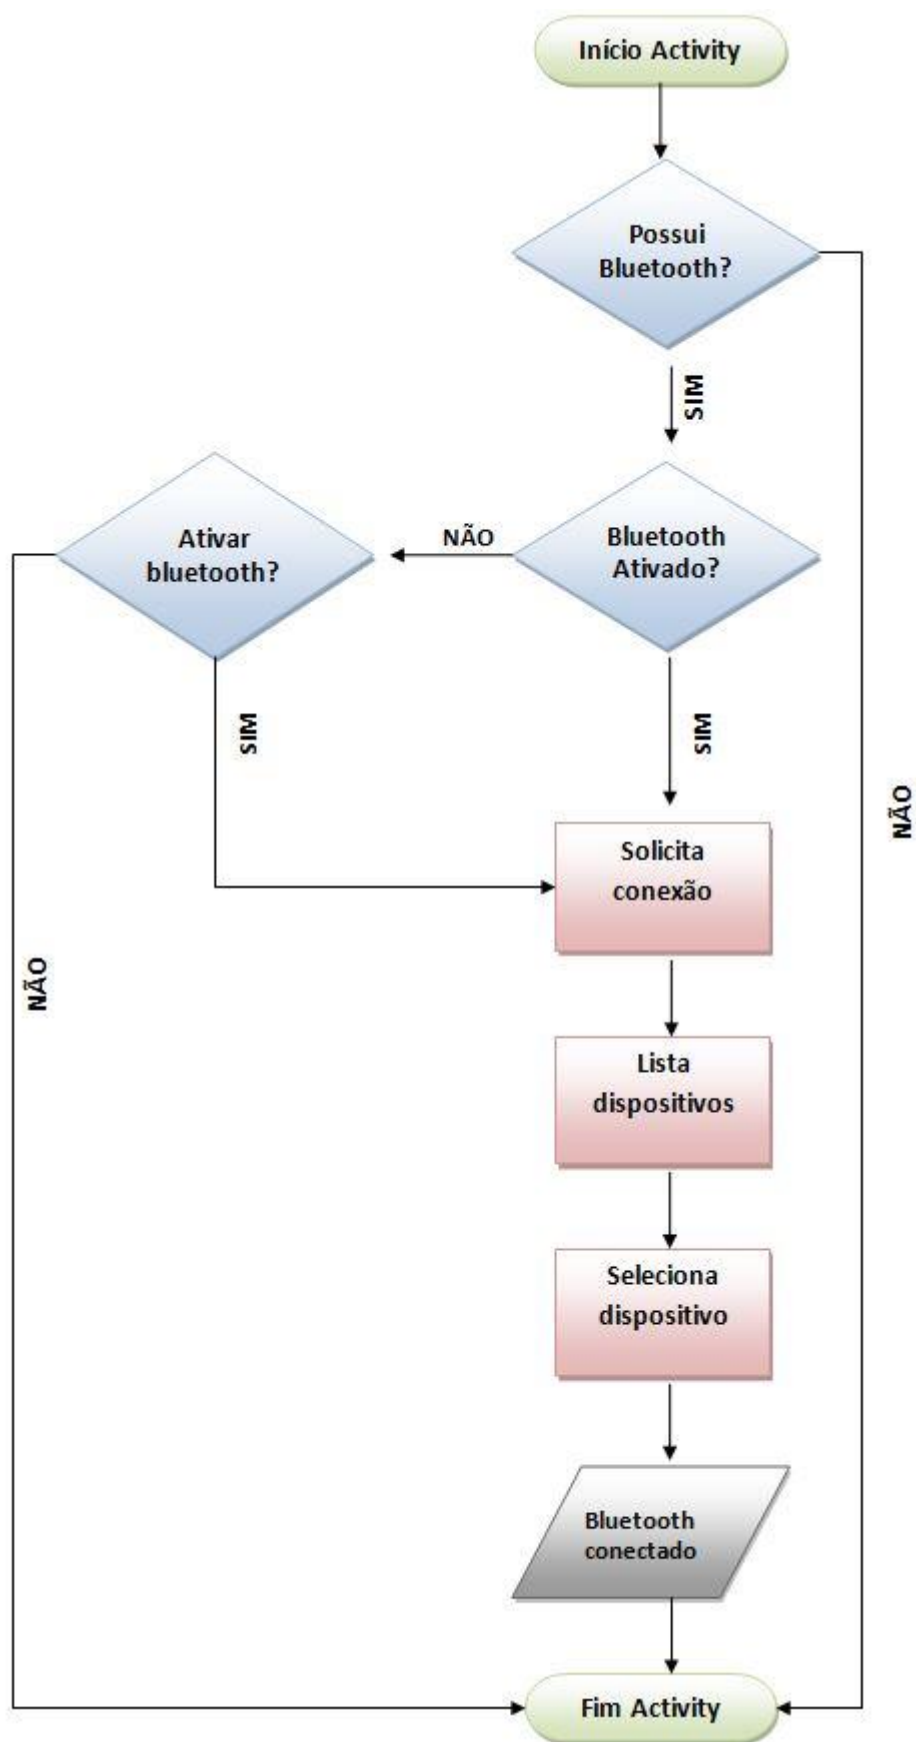 Início Activity
Possui
Bluetooth?
SIM
Ativar
bluetooth?
NÃO
Bluetooth
Ativado?
SIM
SIM
NÃO
Solicita
conexão
NÃO
Lista
dispositivos
Seleciona
dispositivo
Bluetooth
conectado
Fim Activity